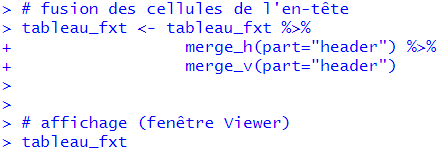 > # fusion des cellules de l'en-tête
> tableau_fxt <- tableau_fxt %>%
+                merge_h(part="header") %>%
+                merge_v(part="header")
>
>
> # affichage (fenêtre Viewer)
> tableau_fxt